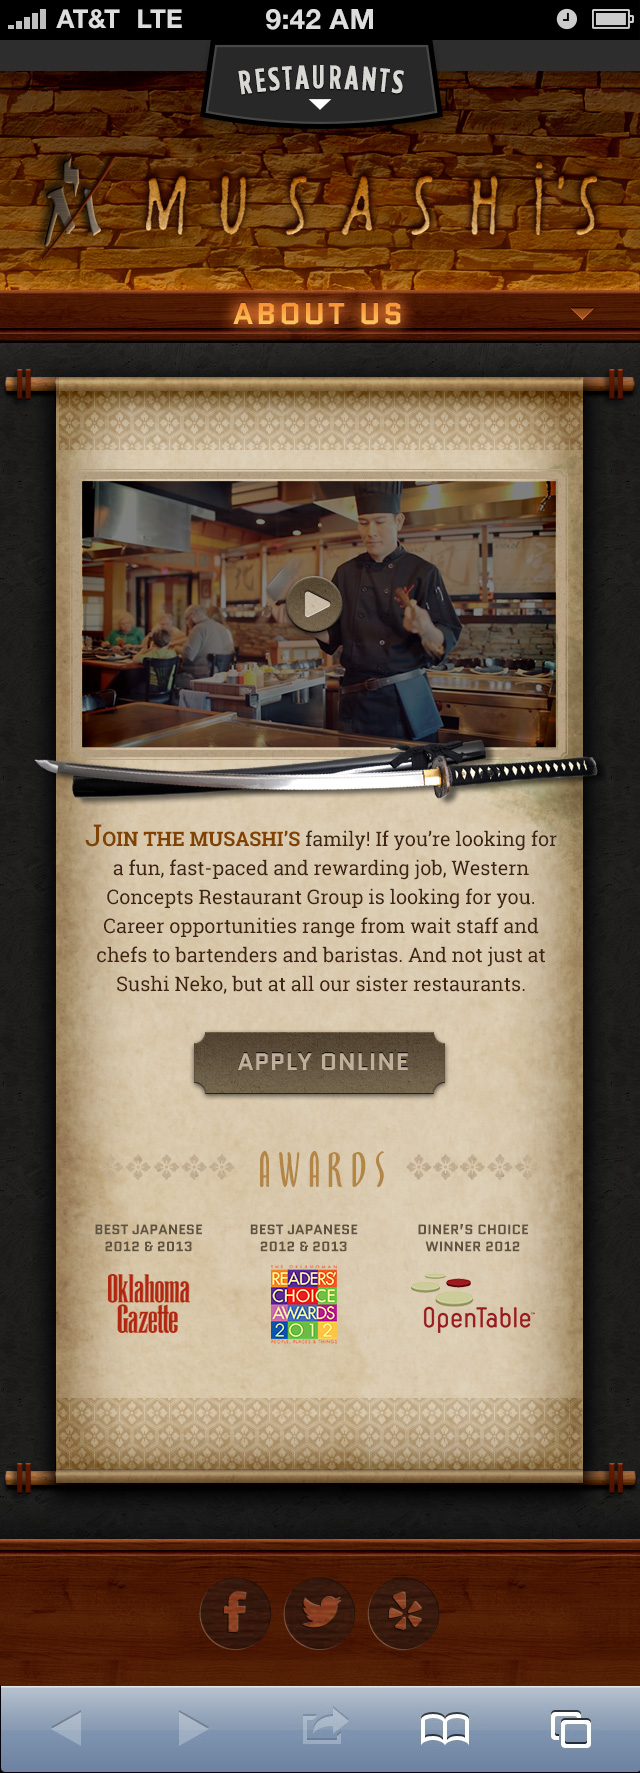 AT&T LTE 9:42 AM
RESTAURANTS
MUSASHI'S
ABOUT US
JOIN THE MUSASHI'S family! If you're looking for
a fun, fast-paced and rewarding job, Western
Concepts Restaurant Group is looking for you.
Career opportunities range from wait staff and
chefs to bartenders and baristas. And not just at
Sushi Neko, but at all our sister restaurants.
APPLY ONLINE
AWARDS
BEST JAPANESE
2012 & 2013
Oklahoma
Gazette
BEST JAPANESE
2012 & 2013
THE OKLAHOMAN
READERS'
CHOICE
AWARDS
2012
PEOPLE, PLACES & THINGS
DINER'S CHOICE
WINNER 2012
OpenTable™